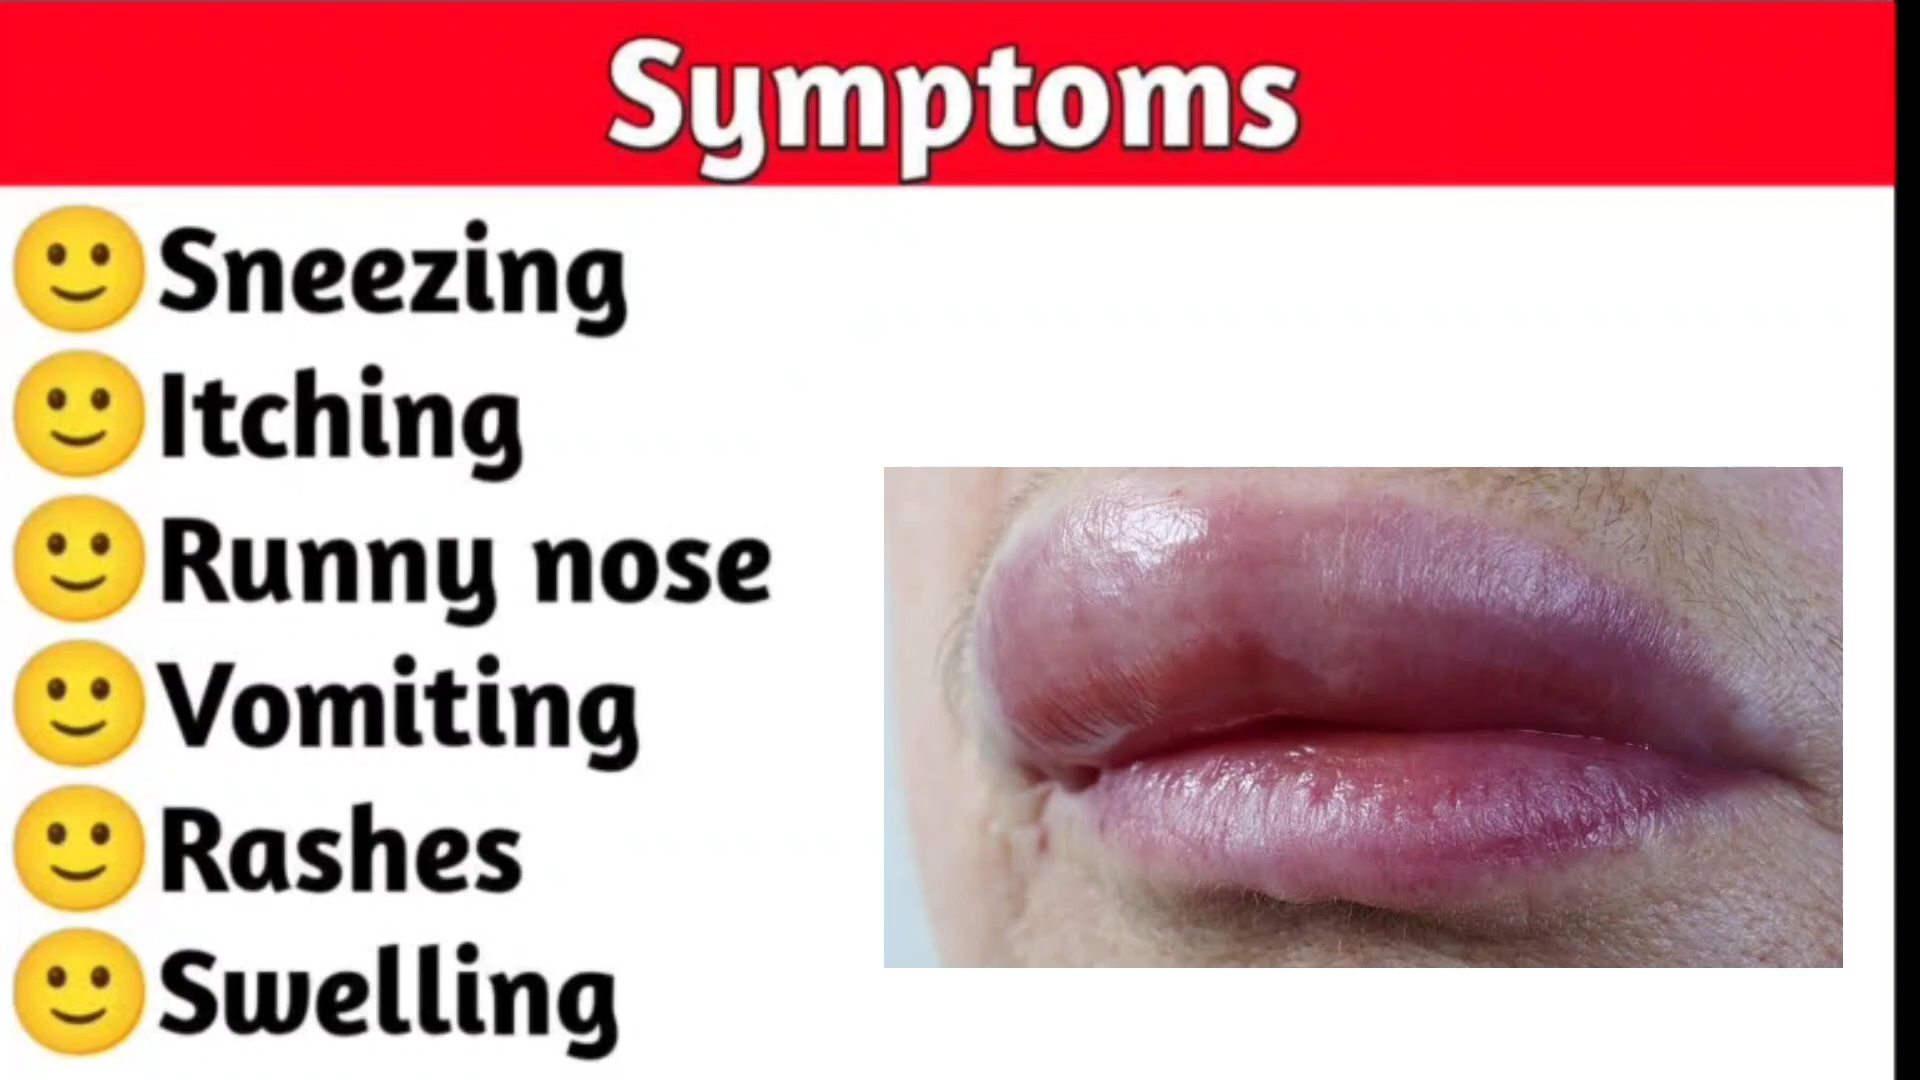 Symptoms
Sneezing
Itching
Runny nose
Vomiting
Rashes
Swelling